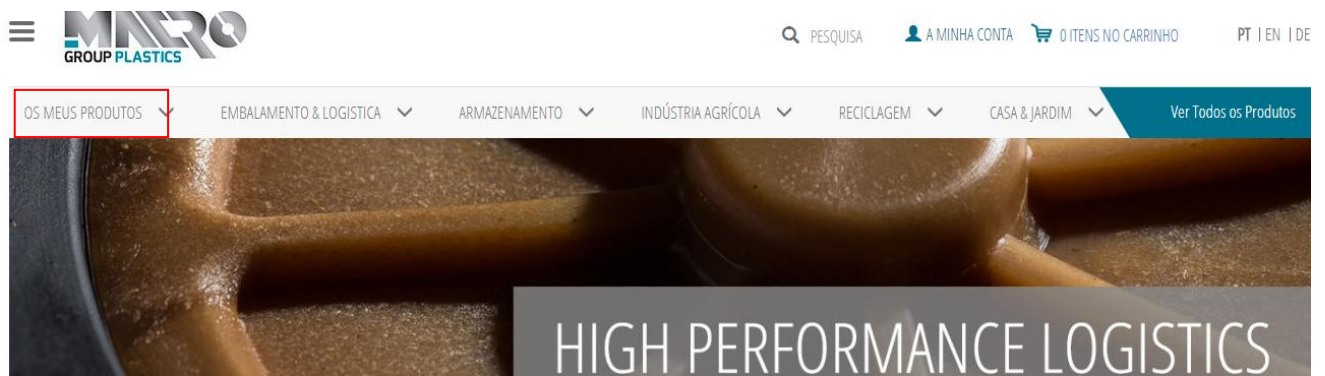 MACRO
GROUP PLASTICS
PESQUISA
A MINHA CONTA
0 ITENS NO CARRINHO
PT | EN | DE
OS MEUS PRODUTOS
EMBALAMENTO & LOGISTICA
ARMAZENAMENTO
INDÚSTRIA AGRÍCOLA
RECICLAGEM
CASA & JARDIM
Ver Todos os Produtos
HIGH PERFORMANCE LOGISTICS